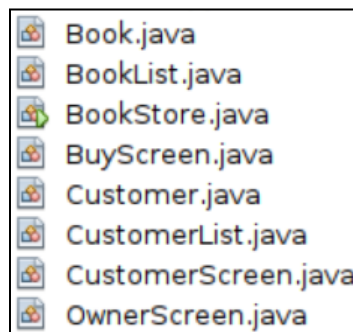 Book.java
BookList.java
BookStore.java
BuyScreen.java
Customer.java
CustomerList.java
CustomerScreen.java
OwnerScreen.java